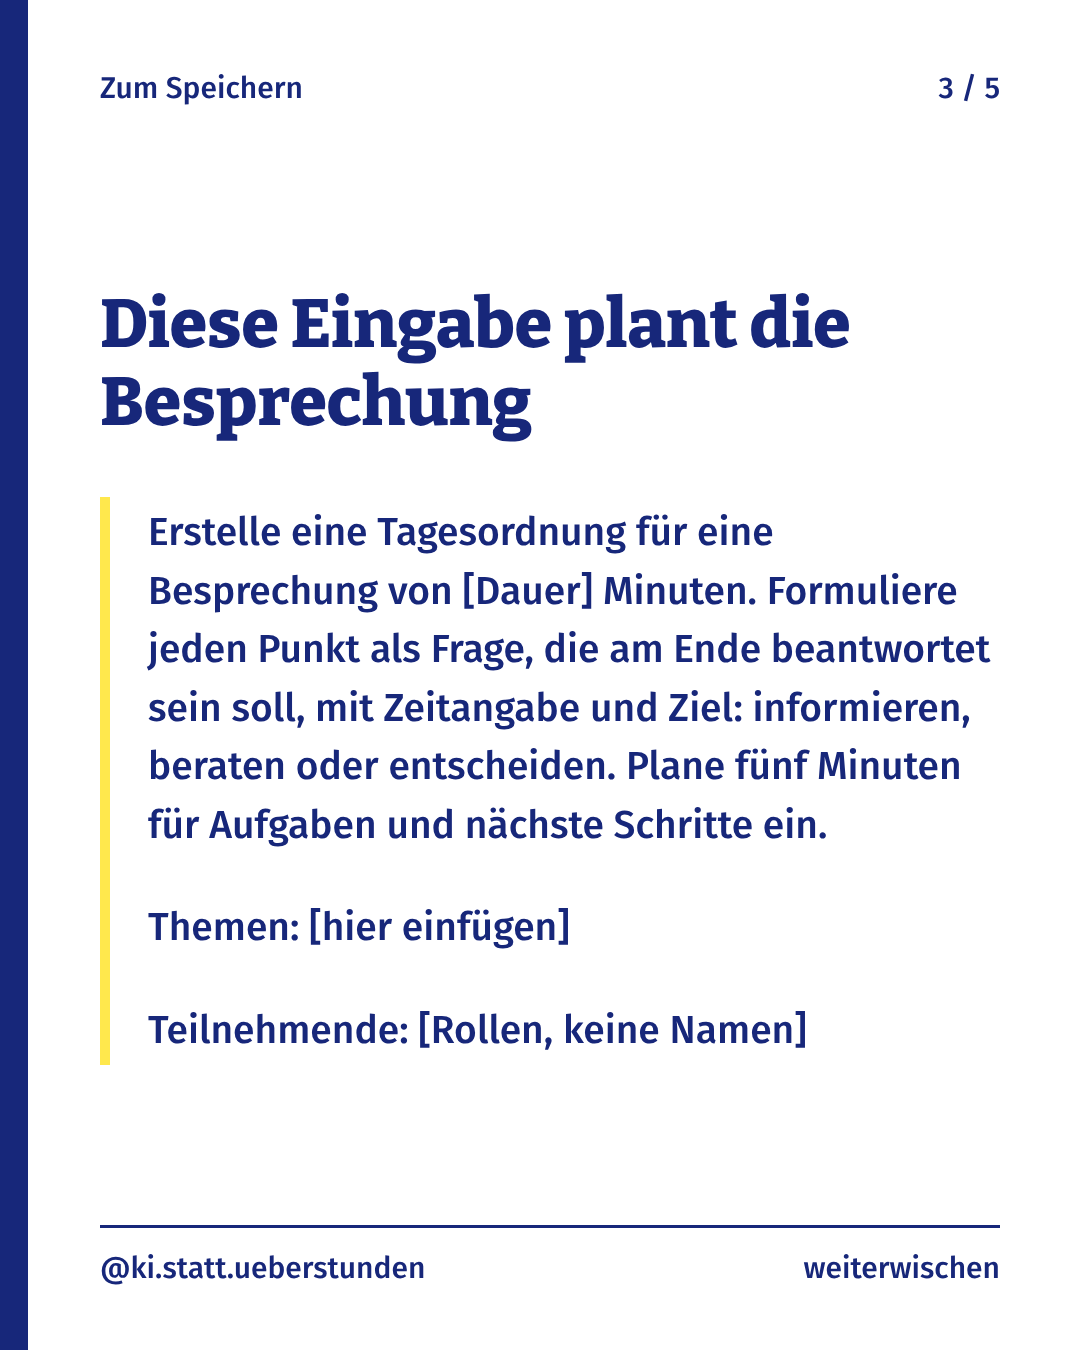 Zum Speichern
3 / 5
Diese Eingabe plant die
Besprechung
Erstelle eine Tagesordnung für eine
Besprechung von [Dauer] Minuten. Formuliere
jeden Punkt als Frage, die am Ende beantwortet
sein soll, mit Zeitangabe und Ziel: informieren,
beraten oder entscheiden. Plane fünf Minuten
für Aufgaben und nächste Schritte ein.
Themen: [hier einfügen]
Teilnehmende: [Rollen, keine Namen]
@ki.statt.ueberstunden
weiterwischen